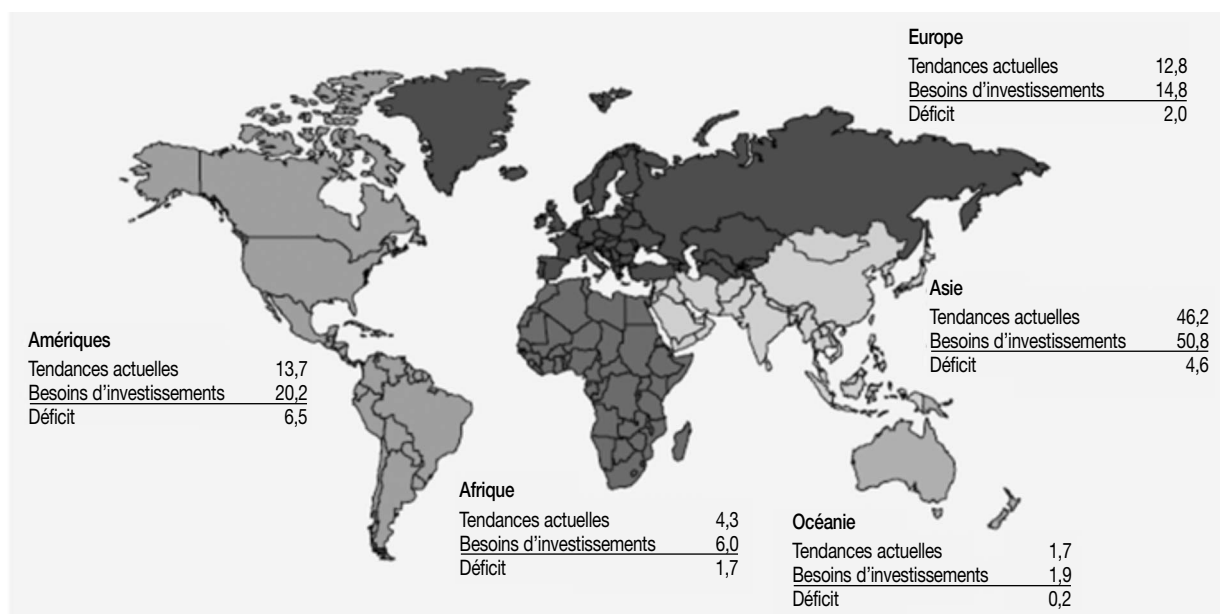 Europe
Tendances actuelles 12,8
Besoins d’investissements 14,8
Déficit 2,0
Asie
Tendances actuelles 46,2
Besoins d’investissements 50,8
Déficit 4,6
Amériques
Tendances actuelles 13,7
Besoins d’investissements 20,2
Déficit 6,5
Afrique
Tendances actuelles 4,3
Besoins d’investissements 6,0
Déficit 1,7
Océanie
Tendances actuelles 1,7
Besoins d’investissements 1,9
Déficit 0,2